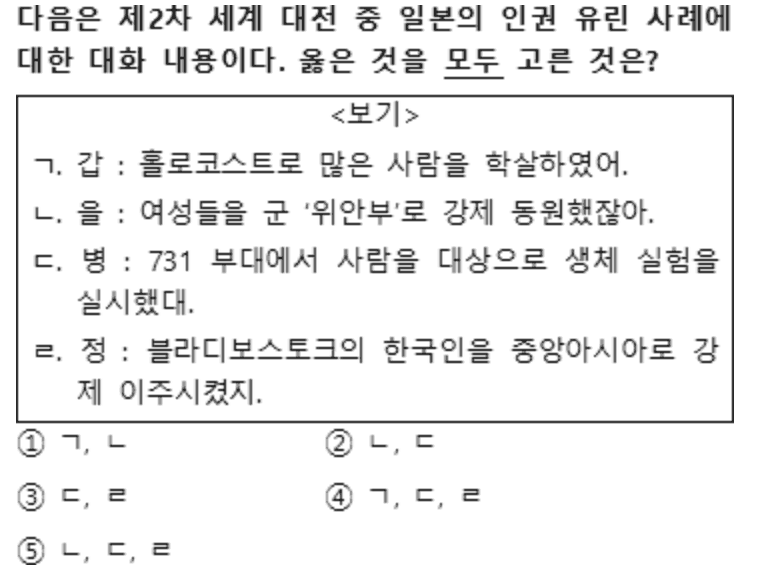 다음은 제2차 세계 대전 중 일본의 인권 유린 사례에
대한 대화 내용이다. 옳은 것을 모두 고른 것은?
<보기>
ㄱ. 갑 : 홀로코스트로 많은 사람을 학살하였어.
ㄴ. 을 : 여성들을 군 '위안부'로 강제 동원했잖아.
ㄷ. 병 : 731 부대에서 사람을 대상으로 생체 실험을
실시했대.
ㄹ. 정 : 블라디보스토크의 한국인을 중앙아시아로 강
제 이주시켰지.
① ㄱ, ㄴ ② ㄴ, ㄷ
③ ㄷ, ㄹ ④ ㄱ, ㄷ, ㄹ
⑤ ㄴ, ㄷ, ㄹ